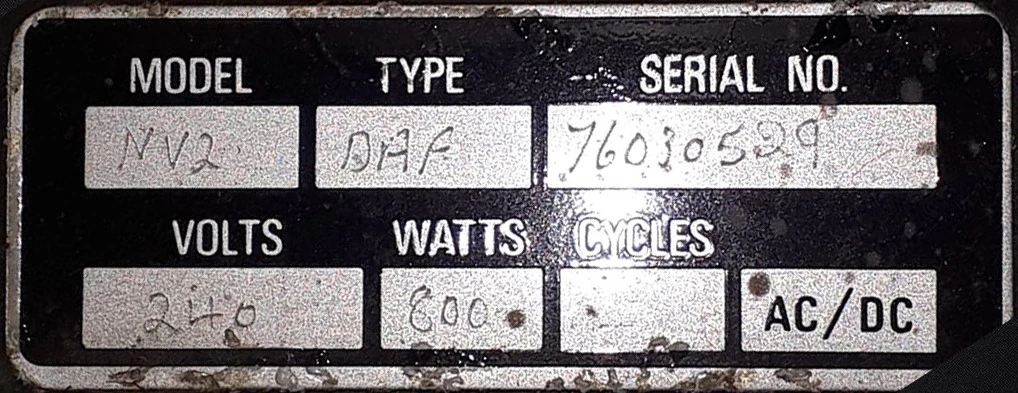 MODEL TYPE SERIAL NO.
NV2 DAF 76030529
VOLTS WATTS CYCLES
240 800 AC/DC